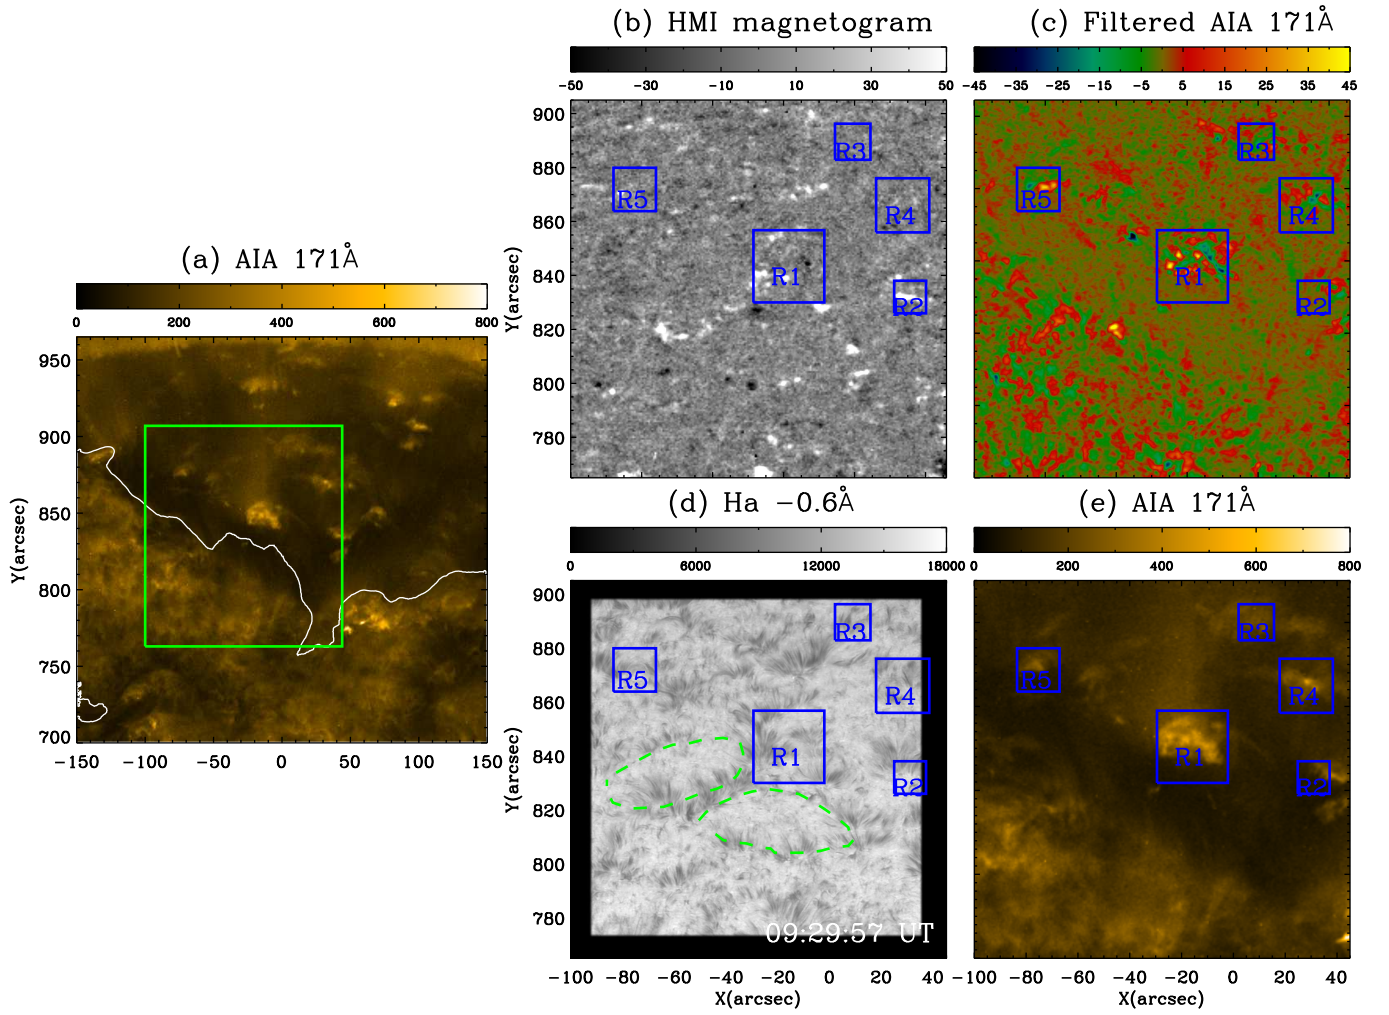 (b) HMI magnetogram
-50 -30 -10 10 30 50
900
880
860
840
820
800
780
Y(arcsec)
R3
R5
R4
R1
R2
(c) Filtered AIA 171Å
-45 -35 -25 -15 -5 5 15 25 35 45
R3
R5
R4
R1
R2
(a) AIA 171Å
0 200 400 600 800
950
900
850
800
750
700
Y(arcsec)
-150 -100 -50 0 50 100 150
(d) Ha -0.6Å
0 6000 12000 18000
900
880
860
840
820
800
780
Y(arcsec)
R3
R5
R4
R1
R2
09:29:57 UT
-100 -80 -60 -40 -20 0 20 40
X(arcsec)
(e) AIA 171Å
0 200 400 600 800
R3
R5
R4
R1
R2
-100 -80 -60 -40 -20 0 20 40
X(arcsec)